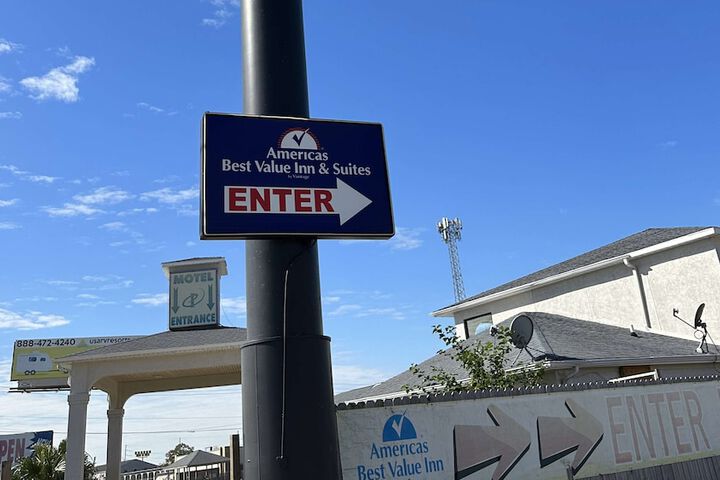 Americas
Best Value Inn & Suites
by Vantage
ENTER
MOTEL
ENTRANCE
888-472-4240
usarvresorts.
OPEN
Americas
Best Value Inn
ENTER